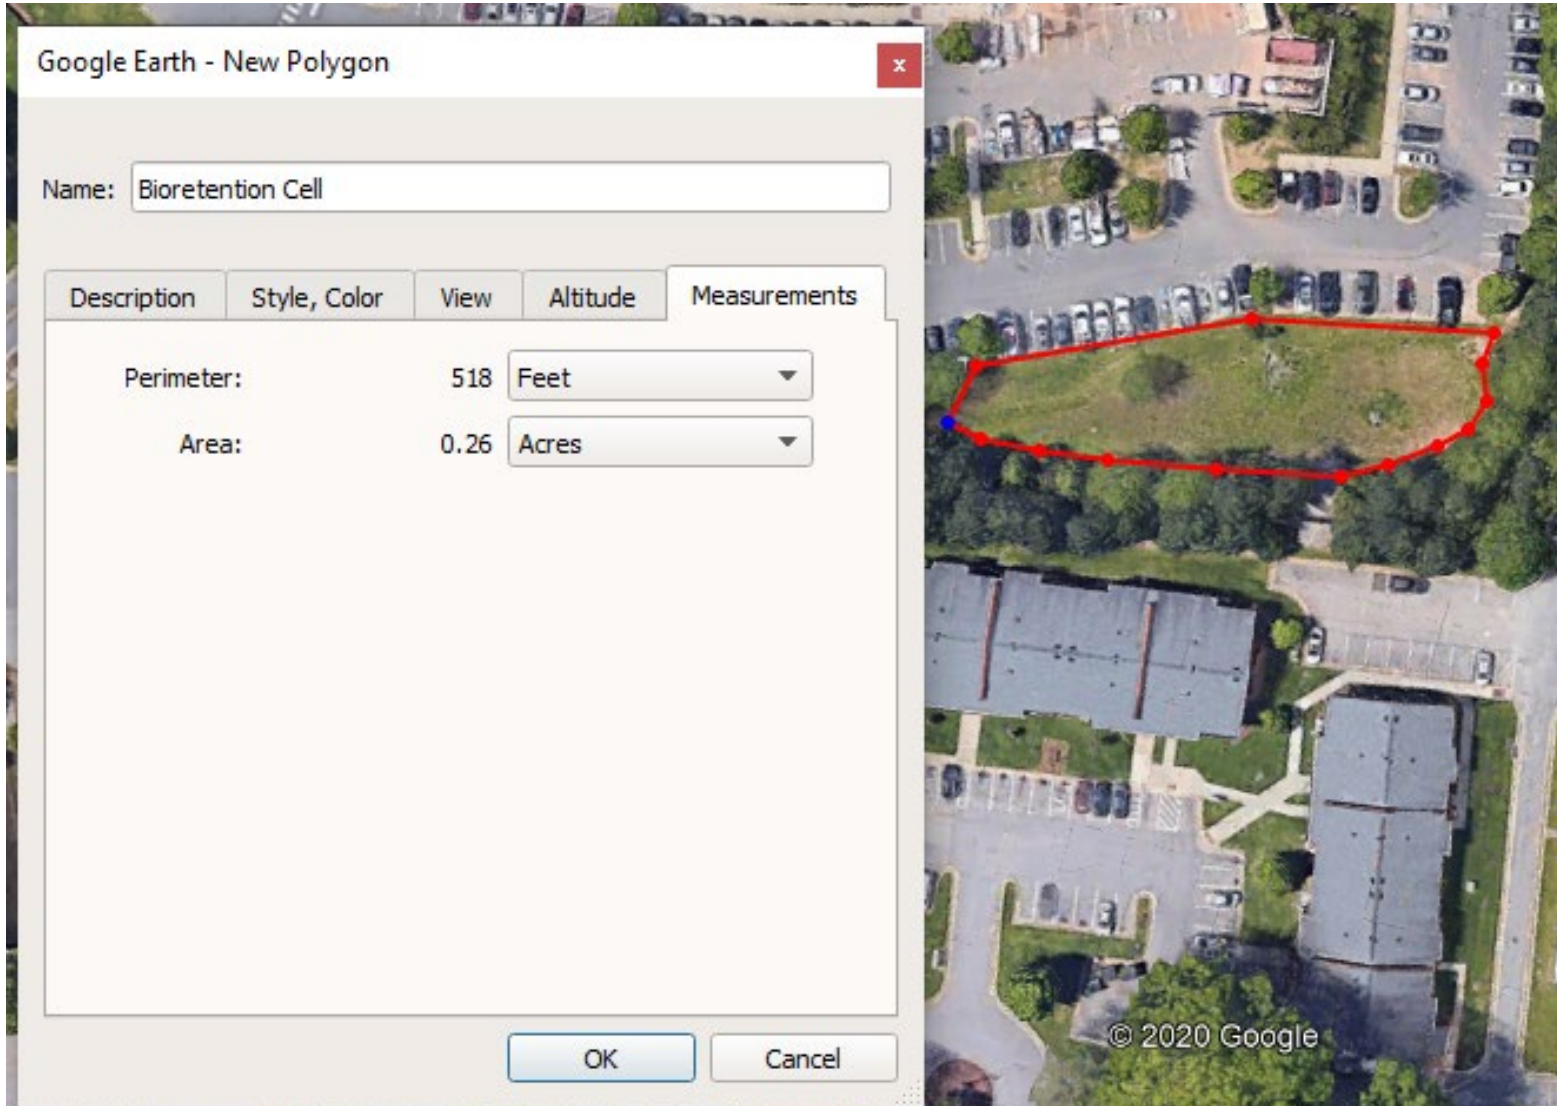 Google Earth - New Polygon
x
Name: Bioretention Cell
Description Style, Color View Altitude Measurements
Perimeter: 518 Feet
Area: 0.26 Acres
OK Cancel
© 2020 Google